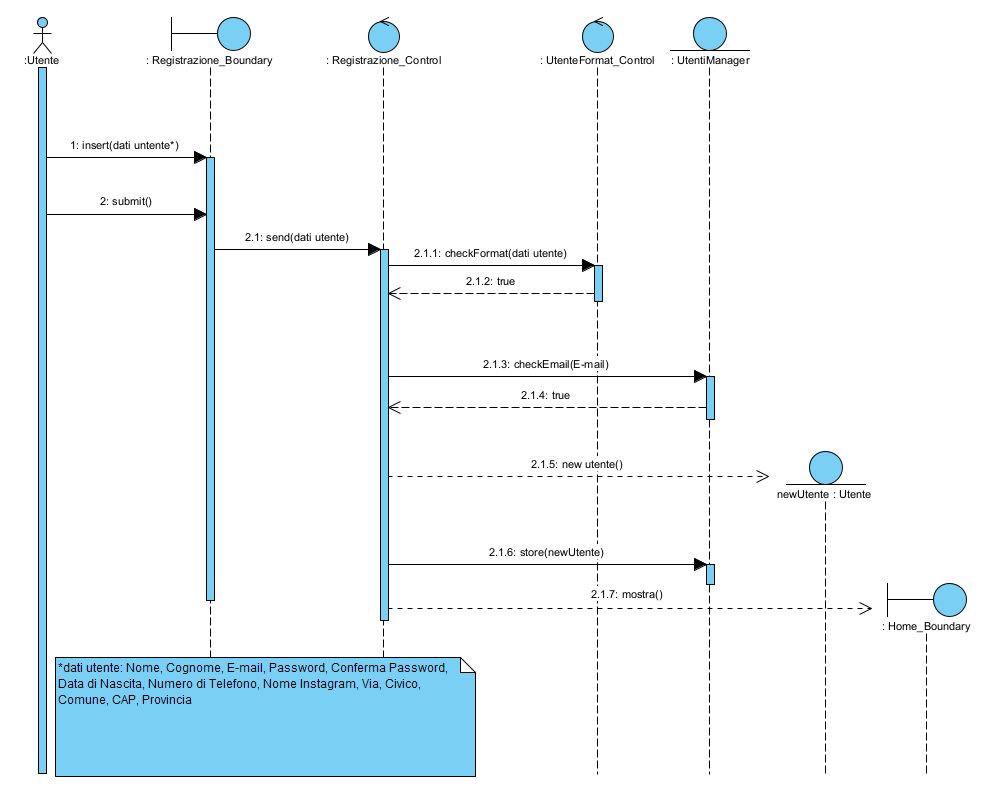 :Utente
: Registrazione_Boundary
: Registrazione_Control
: UtenteFormat_Control
: UtentiManager
1: insert(dati untente*)
2: submit()
2.1: send(dati utente)
2.1.1: checkFormat(dati utente)
2.1.2: true
2.1.3: checkEmail(E-mail)
2.1.4: true
2.1.5: new utente()
newUtente : Utente
2.1.6: store(newUtente)
2.1.7: mostra()
: Home_Boundary
*dati utente: Nome, Cognome, E-mail, Password, Conferma Password,
Data di Nascita, Numero di Telefono, Nome Instagram, Via, Civico,
Comune, CAP, Provincia